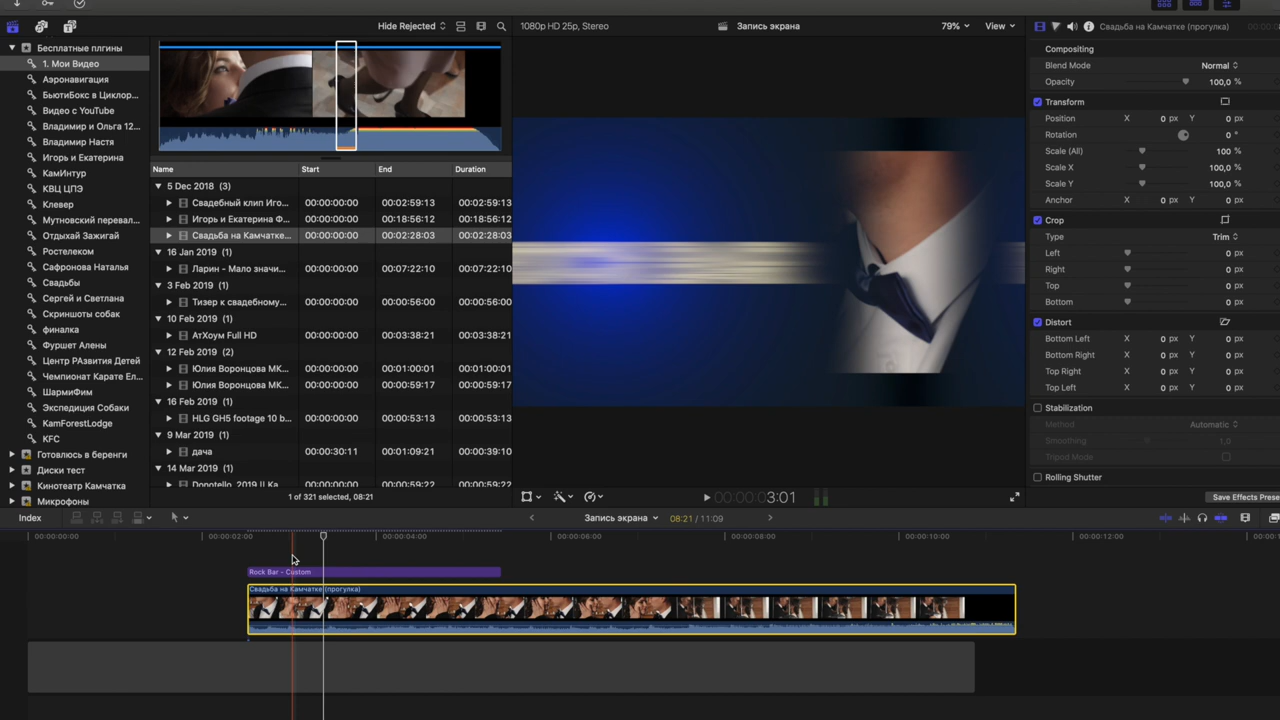 Hide Rejected
1080p HD 25p, Stereo
Запись экрана
79%
View
Свадьба на Камчатке (прогулка)
Бесплатные плгины
1. Мои Видео
Аэронавигация
БьютиБокс в Циклор...
Видео с YouTube
Владимир и Ольга 12...
Владимир Настя
Игорь и Екатерина
КамИнтур
КВЦ ЦПЭ
Клевер
Мутновский перевал...
Отдыхай Зажигай
Ростелеком
Сафронова Наталья
Свадьбы
Сергей и Светлана
Скриншоты собак
финалка
Фуршет Алены
Центр РАзвития Детей
Чемпионат Карате Ел...
ШармиФим
Экспедиция Собаки
KamForestLodge
KFC
Готовлюсь в беренги
Диски тест
Кинотеатр Камчатка
Микрофоны
Name Start End Duration
5 Dec 2018 (3)
Свадебный клип Иго... 00:00:00:00 00:02:59:13 00:02:59:13
Игорь и Екатерина Ф... 00:00:00:00 00:18:56:12 00:18:56:12
Свадьба на Камчатке... 00:00:00:00 00:02:28:03 00:02:28:03
16 Jan 2019 (1)
Ларин - Мало значи... 00:00:00:00 00:07:22:10 00:07:22:10
3 Feb 2019 (1)
Тизер к свадебному... 00:00:00:00 00:00:56:00 00:00:56:00
10 Feb 2019 (1)
АтХоум Full HD 00:00:00:00 00:03:38:21 00:03:38:21
12 Feb 2019 (2)
Юлия Воронцова МК... 00:00:00:00 00:01:00:01 00:01:00:01
Юлия Воронцова МК... 00:00:00:00 00:00:59:17 00:00:59:17
16 Feb 2019 (1)
HLG GH5 footage 10 b... 00:00:00:00 00:00:53:13 00:00:53:13
9 Mar 2019 (1)
дача 00:00:30:11 00:01:09:21 00:00:39:10
14 Mar 2019 (1)
Donotello 2019 || Ka... 00:00:00:00 00:00:59:22 00:00:59:22
1 of 321 selected, 08:21
00:00:00:03:01
Compositing
Blend Mode Normal
Opacity 100,0 %
Transform
Position X 0 px Y 0 px
Rotation 0 °
Scale (All) 100 %
Scale X 100,0 %
Scale Y 100,0 %
Anchor X 0 px Y 0 px
Crop
Type Trim
Left 0 px
Right 0 px
Top 0 px
Bottom 0 px
Distort
Bottom Left X 0 px Y 0 px
Bottom Right X 0 px Y 0 px
Top Right X 0 px Y 0 px
Top Left X 0 px Y 0 px
Stabilization
Method Automatic
Smoothing 1,0
Tripod Mode
Rolling Shutter
Save Effects Prese
Index
Запись экрана
08:21 / 11:09
00:00:00:00 00:00:02:00 00:00:04:00 00:00:06:00 00:00:08:00 00:00:10:00 00:00:12:00
Rock Bar - Custom
Свадьба на Камчатке (прогулка)